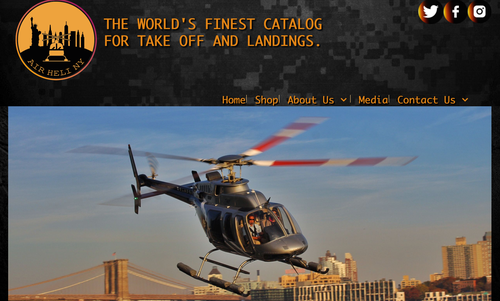 THE WORLD'S FINEST CATALOG
FOR TAKE OFF AND LANDINGS.
AIR HELI NY
Home Shop About Us Media Contact Us